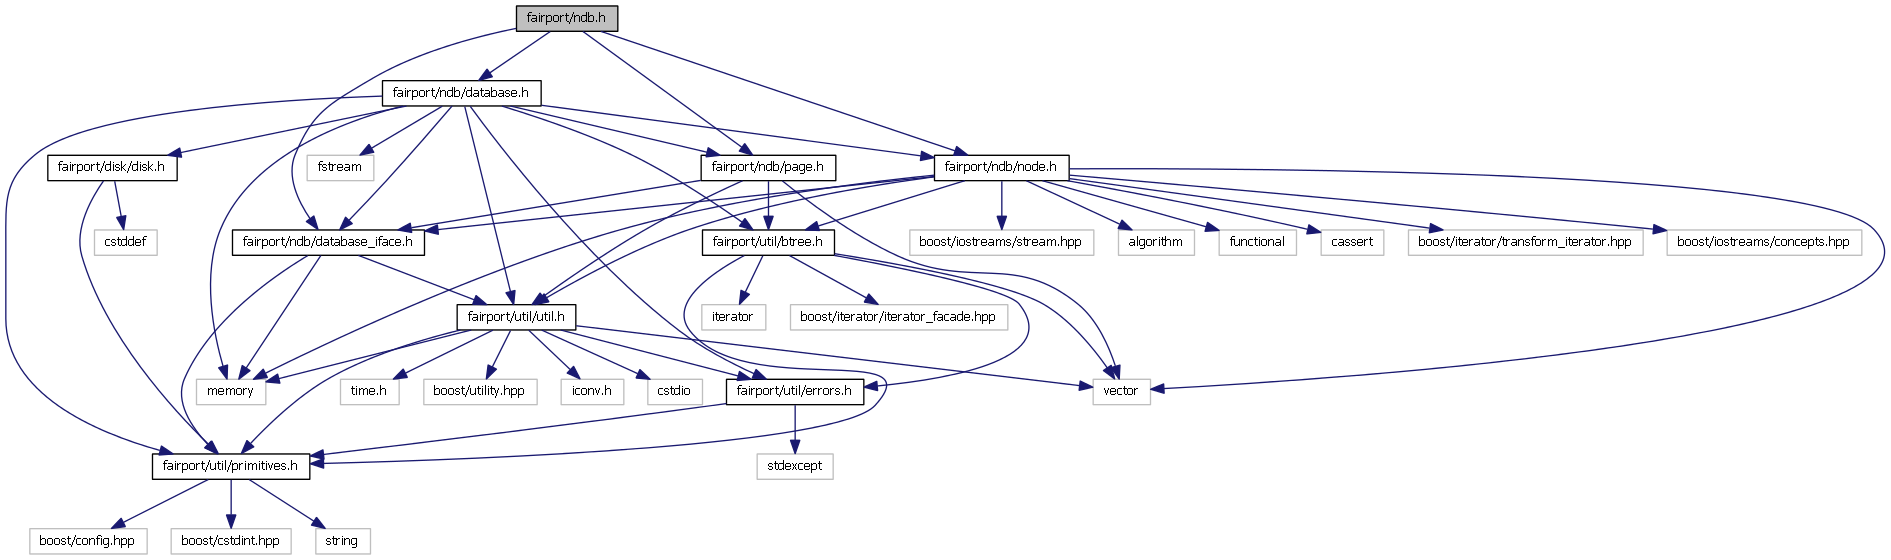 fairport/ndb.h
fairport/ndb/database.h
fairport/disk/disk.h
fstream
fairport/ndb/page.h
fairport/ndb/node.h
cstddef
fairport/ndb/database_iface.h
fairport/util/btree.h
boost/iostreams/stream.hpp
algorithm
functional
cassert
boost/iterator/transform_iterator.hpp
boost/iostreams/concepts.hpp
fairport/util/util.h
iterator
boost/iterator/iterator_facade.hpp
memory
time.h
boost/utility.hpp
iconv.h
cstdio
fairport/util/errors.h
vector
fairport/util/primitives.h
stdexcept
boost/config.hpp
boost/cstdint.hpp
string